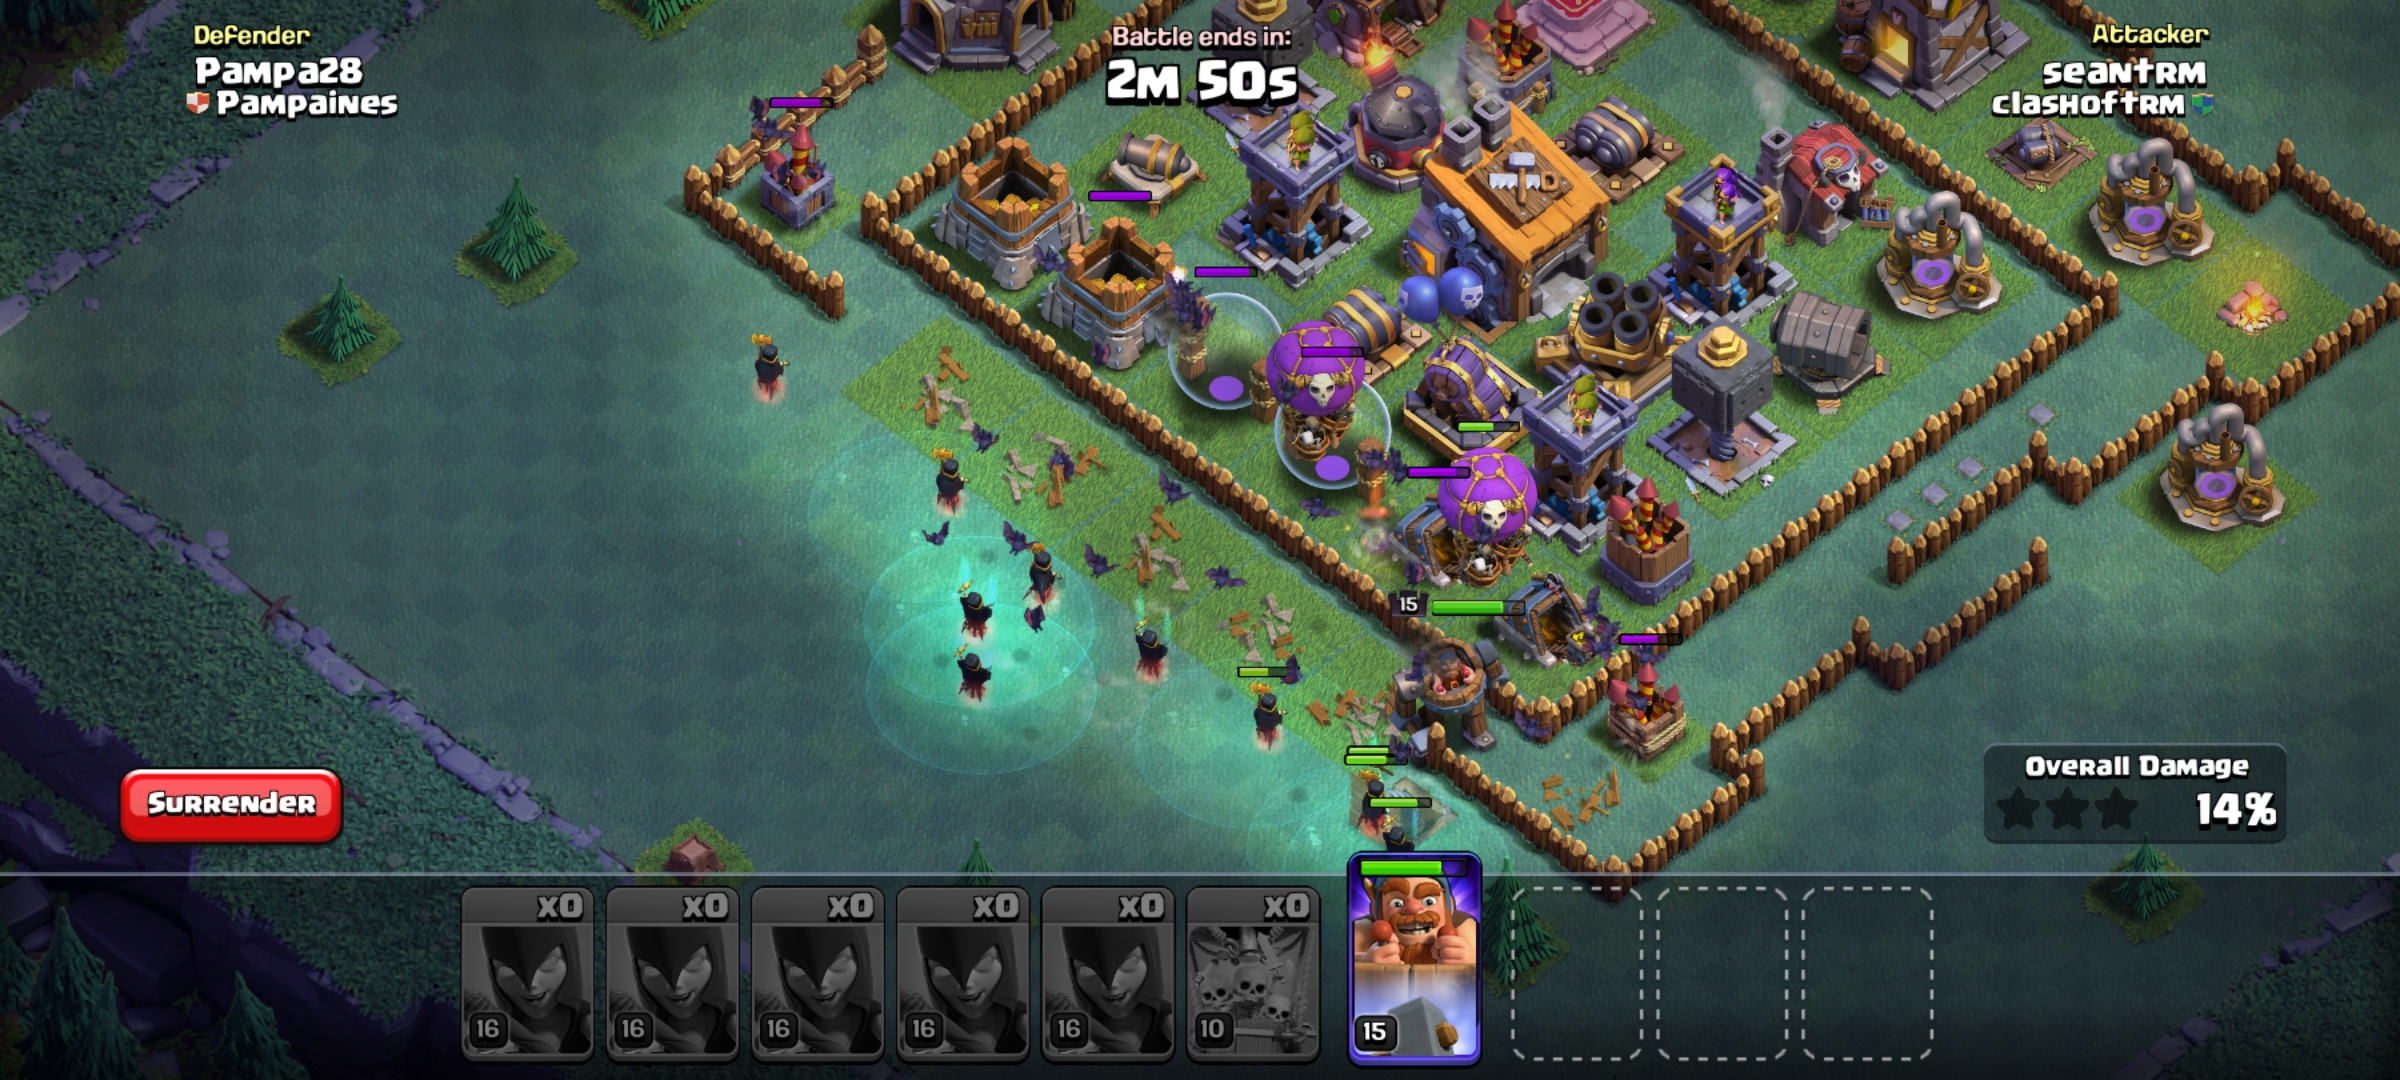 Defender
Pampa28
Pampaines
Battle ends in:
2M 50s
Attacker
seantRM
clashoftRM
VIII
15
Surrender
Overall Damage
14%
x0
x0
x0
x0
x0
x0
16
16
16
16
16
10
15